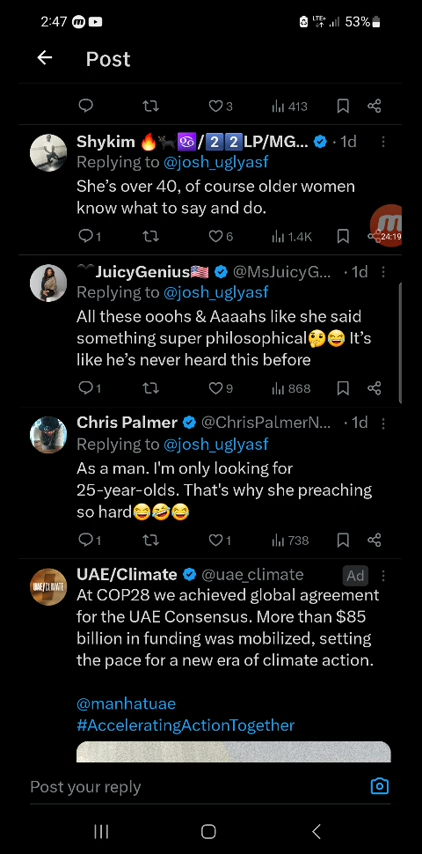 2:47 LTE+ 53%
Post
3 413
Shykim 🔥🐐♋/2️⃣2️⃣LP/MG... · 1d
Replying to @josh_uglyasf
She's over 40, of course older women
know what to say and do.
1 6 1.4K
24:19
JuicyGenius🇺🇸 @MsJuicyG... · 1d
Replying to @josh_uglyasf
All these ooohs & Aaaahs like she said
something super philosophical🤔😅 It's
like he's never heard this before
1 9 868
Chris Palmer @ChrisPalmerN... · 1d
Replying to @josh_uglyasf
As a man. I'm only looking for
25-year-olds. That's why she preaching
so hard😂🤣😂
1 1 738
UAE/Climate @uae_climate Ad
At COP28 we achieved global agreement
for the UAE Consensus. More than $85
billion in funding was mobilized, setting
the pace for a new era of climate action.
@manhatuae
#AcceleratingActionTogether
Post your reply